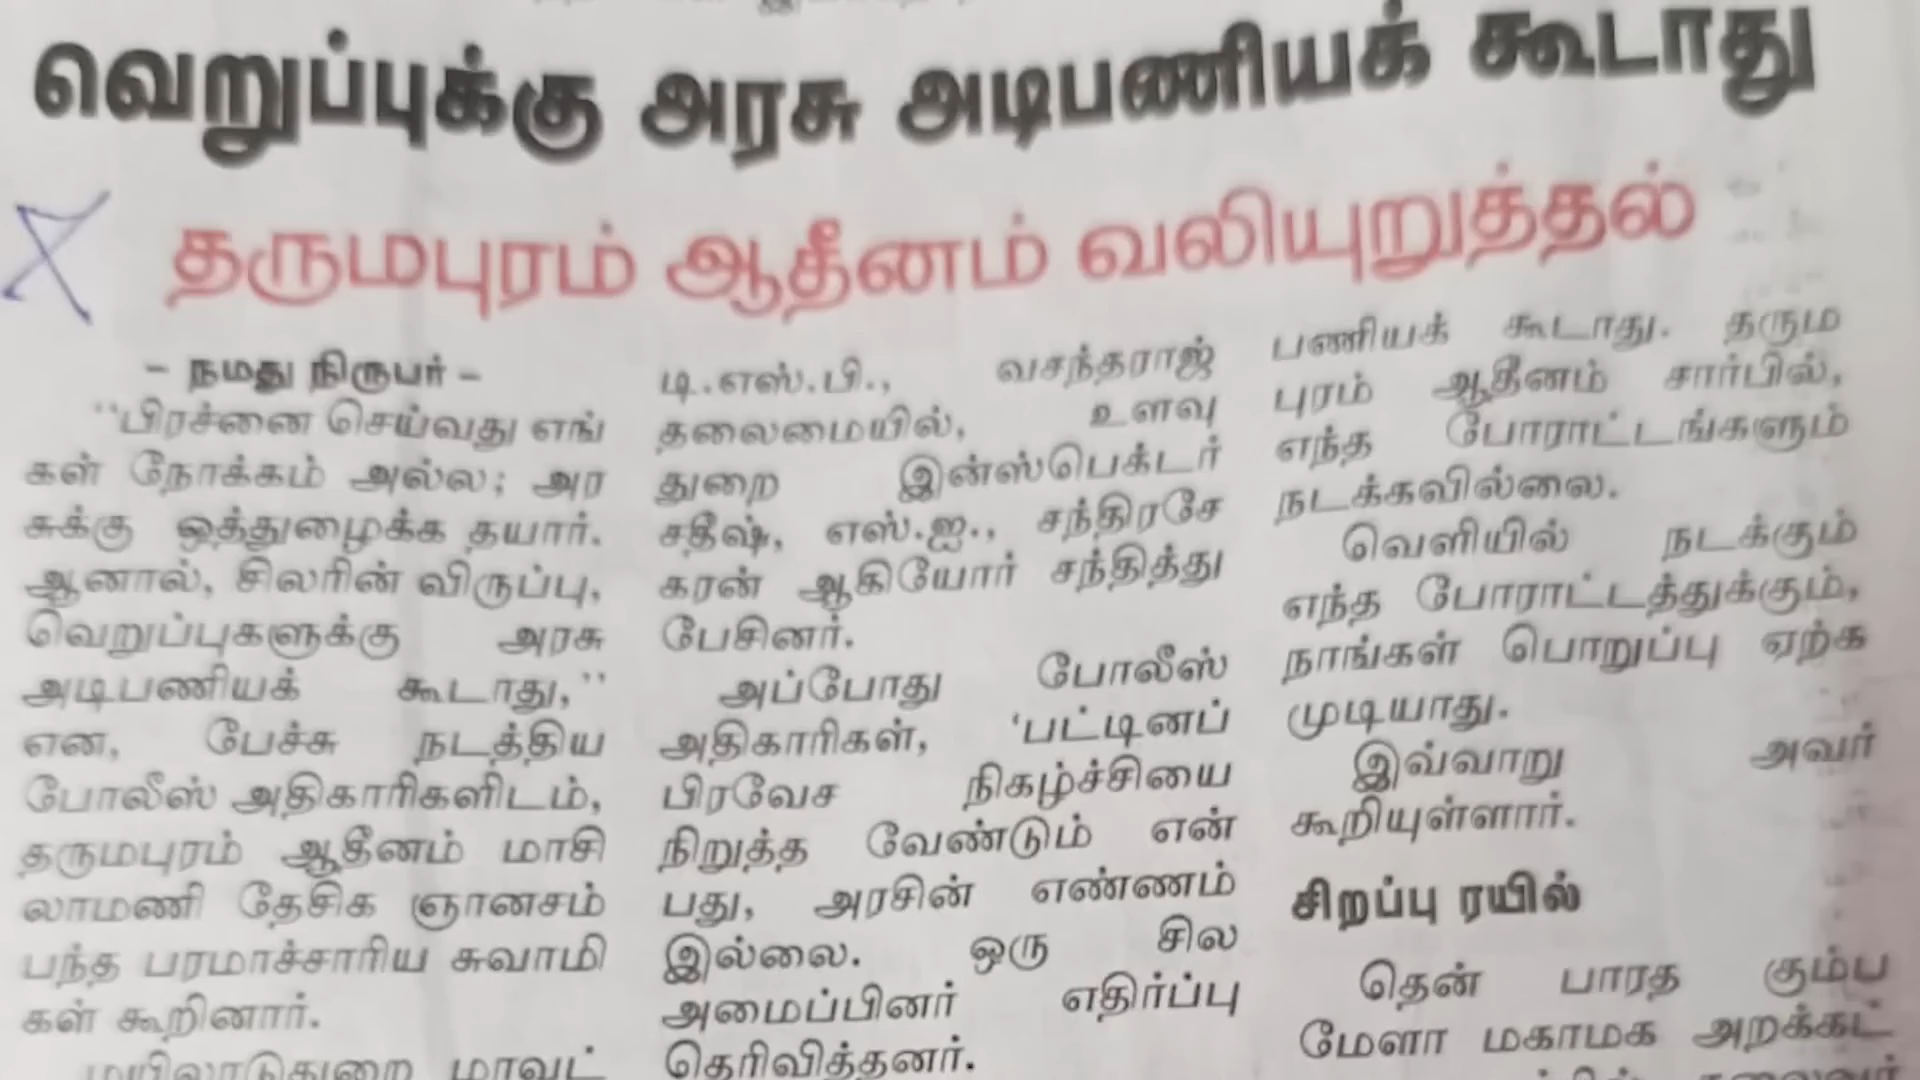 வெறுப்புக்கு அரசு அடிபணியக் கூடாது
தருமபுரம் ஆதீனம் வலியுறுத்தல்
– நமது நிருபர் –
‘‘பிரச்னை செய்வது எங்
கள் நோக்கம் அல்ல; அர
சுக்கு ஒத்துழைக்க தயார்.
ஆனால், சிலரின் விருப்பு,
வெறுப்புகளுக்கு அரசு
அடிபணியக் கூடாது,’’
என, பேச்சு நடத்திய
போலீஸ் அதிகாரிகளிடம்,
தருமபுரம் ஆதீனம் மாசி
லாமணி தேசிக ஞானசம்
பந்த பரமாச்சாரிய சுவாமி
கள் கூறினார்.
மயிலாடுதுறை மாவட்
டி.எஸ்.பி., வசந்தராஜ்
தலைமையில், உளவு
துறை இன்ஸ்பெக்டர்
சதீஷ், எஸ்.ஐ., சந்திரசே
கரன் ஆகியோர் சந்தித்து
பேசினர்.
அப்போது போலீஸ்
அதிகாரிகள், ‘பட்டினப்
பிரவேச நிகழ்ச்சியை
நிறுத்த வேண்டும் என்
பது, அரசின் எண்ணம்
இல்லை. ஒரு சில
அமைப்பினர் எதிர்ப்பு
தெரிவித்தனர்.
பணியக் கூடாது. தரும
புரம் ஆதீனம் சார்பில்,
எந்த போராட்டங்களும்
நடக்கவில்லை.
வெளியில் நடக்கும்
எந்த போராட்டத்துக்கும்,
நாங்கள் பொறுப்பு ஏற்க
முடியாது.
இவ்வாறு அவர்
கூறியுள்ளார்.
சிறப்பு ரயில்
தென் பாரத கும்ப
மேளா மகாமக அறக்கட்